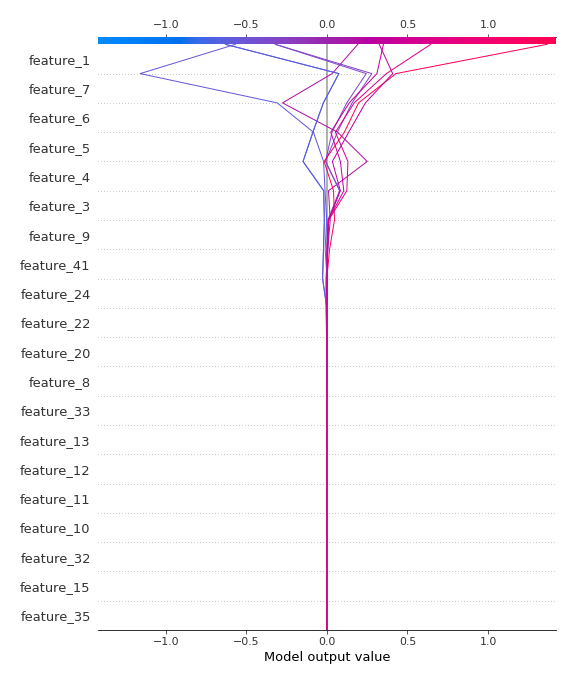 −1.0 −0.5 0.0 0.5 1.0
feature_1
feature_7
feature_6
feature_5
feature_4
feature_3
feature_9
feature_41
feature_24
feature_22
feature_20
feature_8
feature_33
feature_13
feature_12
feature_11
feature_10
feature_32
feature_15
feature_35
−1.0 −0.5 0.0 0.5 1.0
Model output value